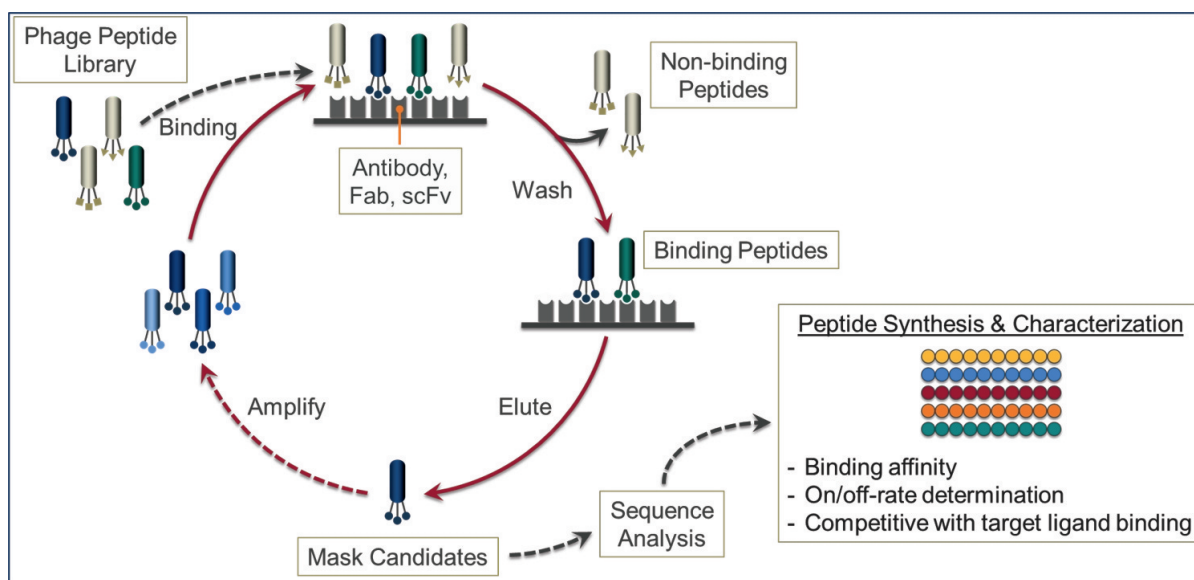 Phage Peptide
Library
Binding
Antibody,
Fab, scFv
Non-binding
Peptides
Wash
Binding Peptides
Elute
Amplify
Mask Candidates
Sequence
Analysis
Peptide Synthesis & Characterization
- Binding affinity
- On/off-rate determination
- Competitive with target ligand binding